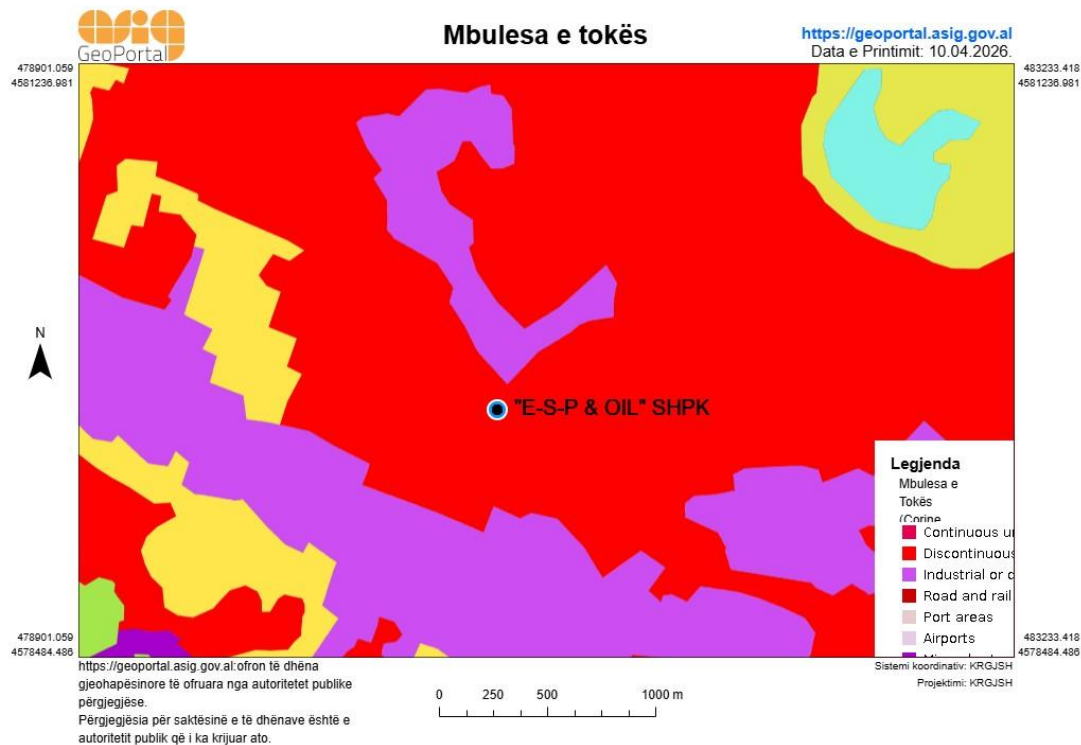 asig
GeoPortal
Mbulesa e tokës
https://geoportal.asig.gov.al
Data e Printimit: 10.04.2026.
478901.059
4581236.981
483233.418
4581236.981
N
"E-S-P & OIL" SHPK
Legjenda
Mbulesa e
Tokës
(Corine
Continuous ur
Discontinuous
Industrial or c
Road and rail
Port areas
Airports
478901.059
4578484.486
483233.418
4578484.486
https://geoportal.asig.gov.al:ofron të dhëna
gjeohapësinore të ofruara nga autoritetet publike
përgjegjëse.
Përgjegjësia për saktësinë e të dhënave është e
autoritetit publik që i ka krijuar ato.
0 250 500 1000 m
Sistemi koordinativ: KRGJSH
Projektimi: KRGJSH